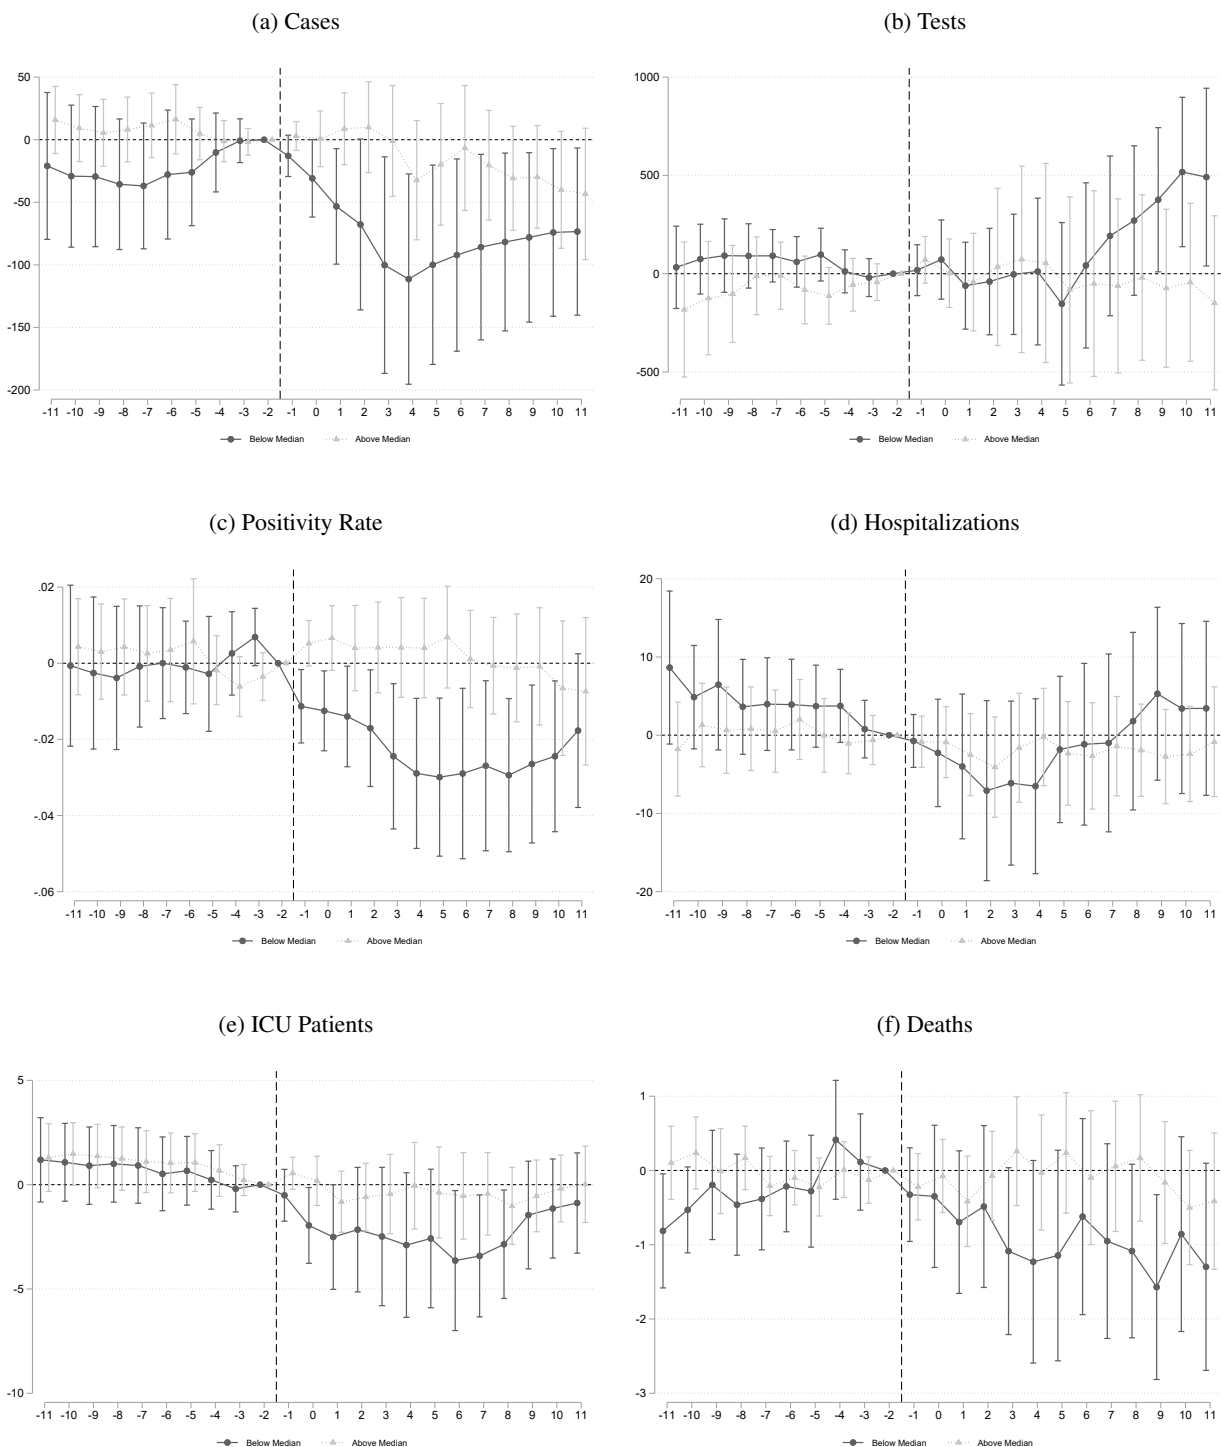 (a) Cases
50
0
-50
-100
-150
-200
-11 -10 -9 -8 -7 -6 -5 -4 -3 -2 -1 0 1 2 3 4 5 6 7 8 9 10 11
Below Median Above Median
(b) Tests
1000
500
0
-500
-11 -10 -9 -8 -7 -6 -5 -4 -3 -2 -1 0 1 2 3 4 5 6 7 8 9 10 11
Below Median Above Median
(c) Positivity Rate
.02
0
-.02
-.04
-.06
-11 -10 -9 -8 -7 -6 -5 -4 -3 -2 -1 0 1 2 3 4 5 6 7 8 9 10 11
Below Median Above Median
(d) Hospitalizations
20
10
0
-10
-20
-11 -10 -9 -8 -7 -6 -5 -4 -3 -2 -1 0 1 2 3 4 5 6 7 8 9 10 11
Below Median Above Median
(e) ICU Patients
5
0
-5
-10
-11 -10 -9 -8 -7 -6 -5 -4 -3 -2 -1 0 1 2 3 4 5 6 7 8 9 10 11
Below Median Above Median
(f) Deaths
1
0
-1
-2
-3
-11 -10 -9 -8 -7 -6 -5 -4 -3 -2 -1 0 1 2 3 4 5 6 7 8 9 10 11
Below Median Above Median